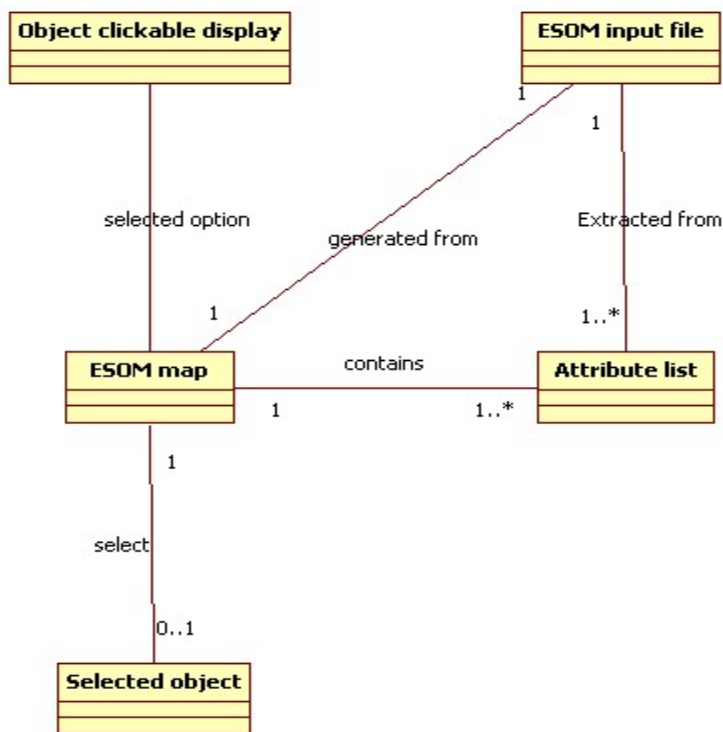 Object clickable display
ESOM input file
1
1
selected option
Extracted from
generated from
1
1..*
ESOM map
contains
Attribute list
1
1..*
1
select
0..1
Selected object